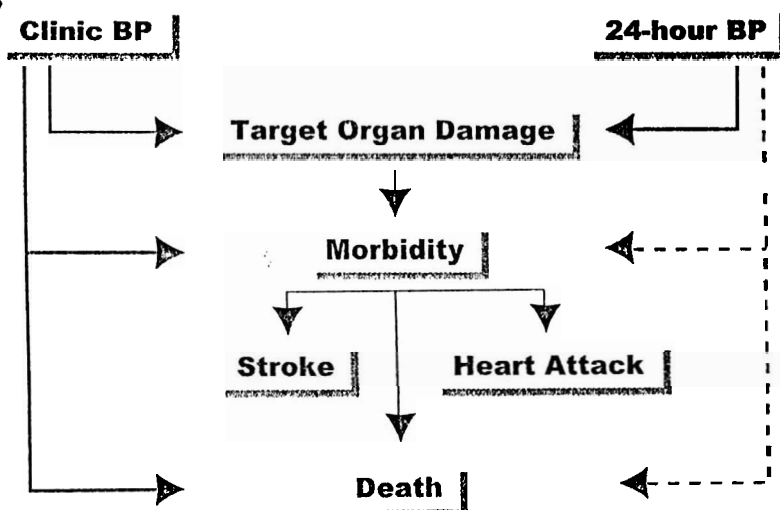 Clinic BP
24-hour BP
Target Organ Damage
Morbidity
Stroke
Heart Attack
Death